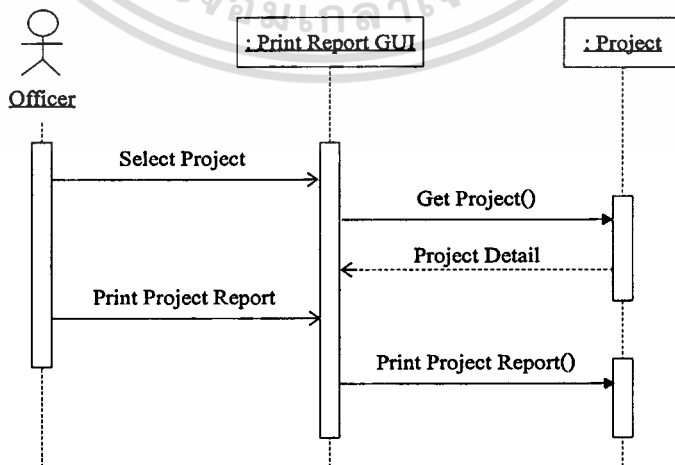 : Print Report GUI
: Project
Officer
Select Project
Get Project()
Project Detail
Print Project Report
Print Project Report()